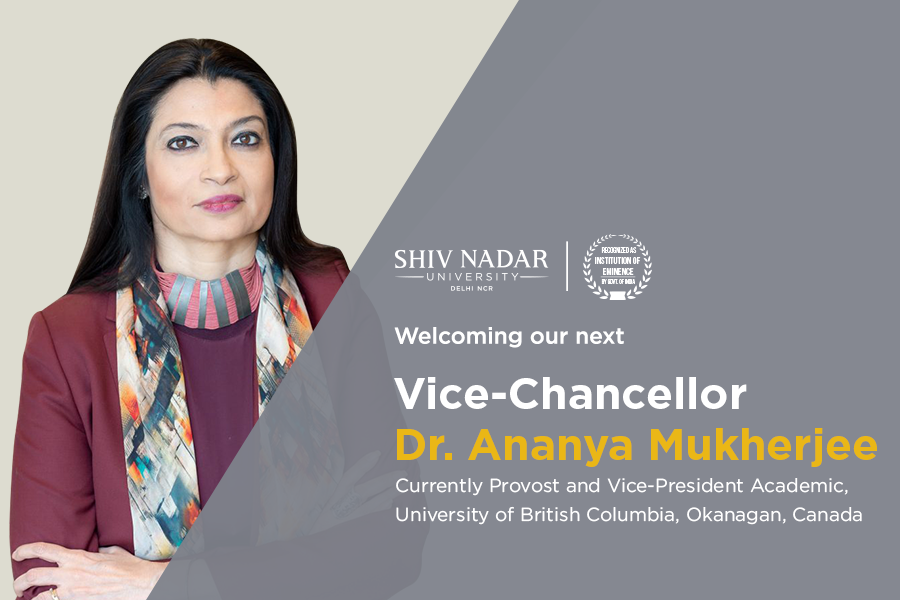 SHIV NADAR
UNIVERSITY
DELHI NCR
RECOGNIZED AS
INSTITUTION OF
EMINENCE
BY GOVT. OF INDIA
Welcoming our next
Vice-Chancellor
Dr. Ananya Mukherjee
Currently Provost and Vice-President Academic,
University of British Columbia, Okanagan, Canada